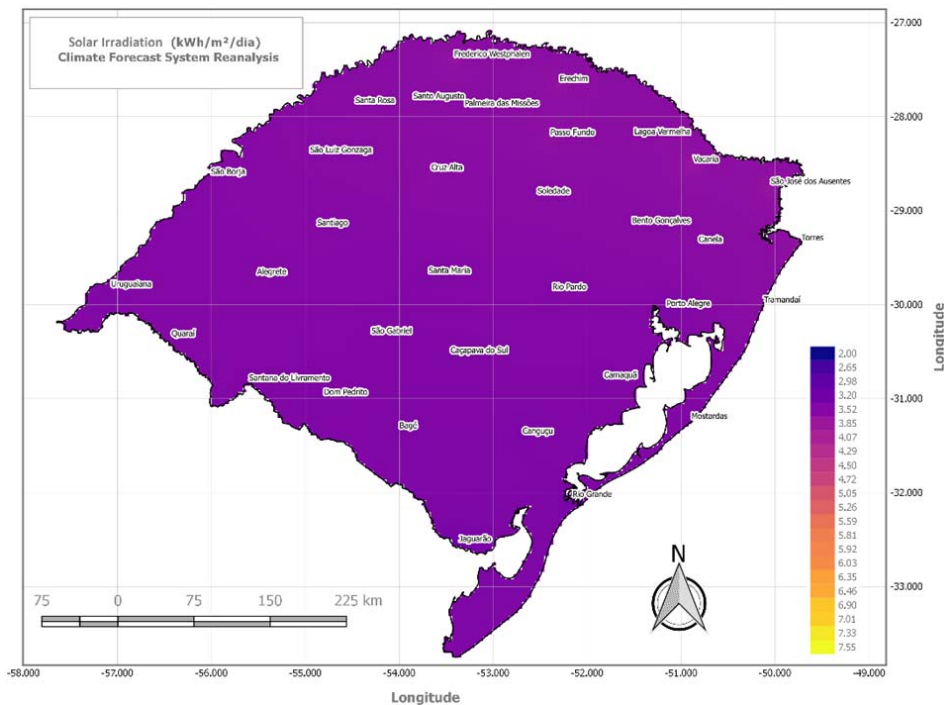 Solar Irradiation (kWh/m²/dia)
Climate Forecast System Reanalysis
-27.000
Frederico Westphalen
Erechim
Santa Rosa
Santo Augusto
Palmeira das Missões
-28.000
Passo Fundo
Lagoa Vermelha
São Luiz Gonzaga
Vacaria
São Borja
Cruz Alta
São José dos Ausentes
Soledade
-29.000
Santiago
Bento Gonçalves
Canela
Torres
Alegrete
Santa Maria
Uruguaiana
Rio Pardo
Porto Alegre
Tramandaí
-30.000
Longitude
Quaraí
São Gabriel
Caçapava do Sul
Santana do Livramento
Camaquã
Dom Pedrito
-31.000
Bagé
Canguçu
Mostardas
-32.000
Rio Grande
Jaguarão
-33.000
2.00
2.65
2.98
3.20
3.52
3.85
4.07
4.29
4.50
4.72
5.05
5.26
5.59
5.81
5.92
6.03
6.35
6.46
6.90
7.01
7.33
7.55
N
75 0 75 150 225 km
-58.000 -57.000 -56.000 -55.000 -54.000 -53.000 -52.000 -51.000 -50.000 -49.000
Longitude